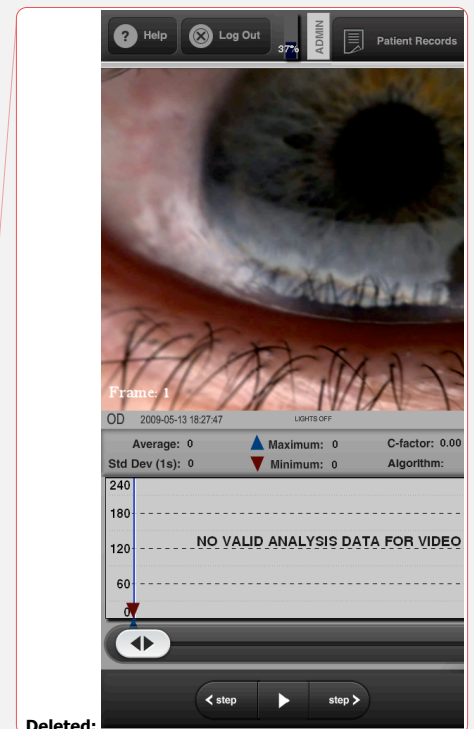 ? Help Log Out 37% ADMIN Patient Records
Frame: 1
OD 2009-05-13 18:27:47 LIGHTS OFF
Average: 0 Maximum: 0 C-factor: 0.00
Std Dev (1s): 0 Minimum: 0 Algorithm:
240
180
NO VALID ANALYSIS DATA FOR VIDEO
120
60
0
< step step >
Deleted: